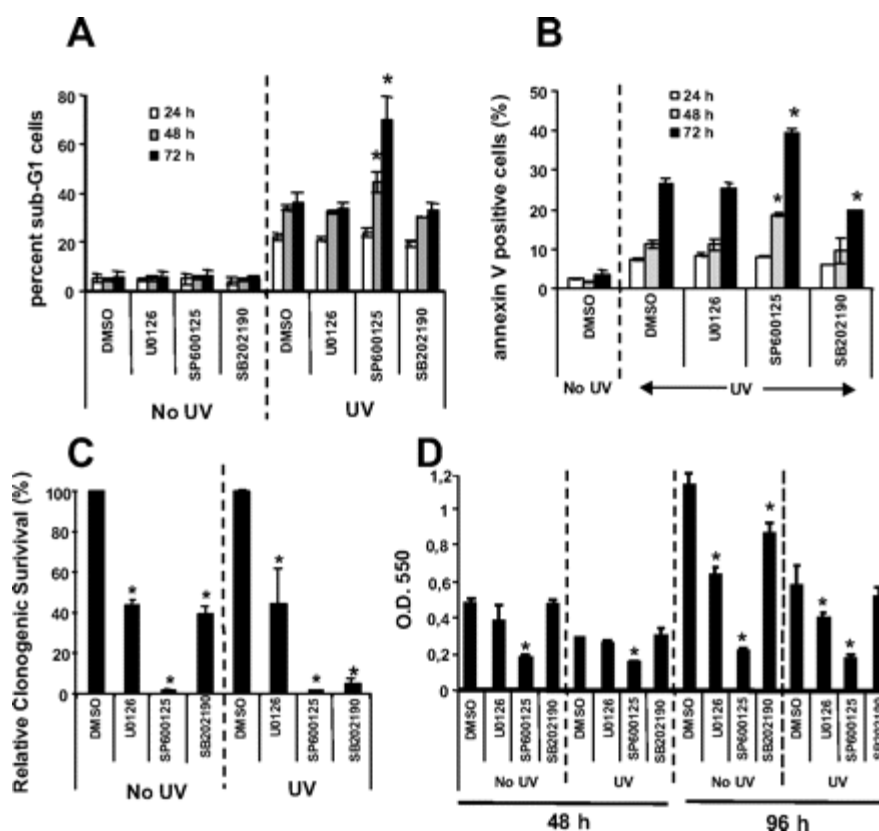 A
percent sub-G1 cells
80
60
40
20
0
24 h
48 h
72 h
*
*
DMSO
U0126
SP600125
SB202190
DMSO
U0126
SP600125
SB202190
No UV
UV
B
annexin V positive cells (%)
50
40
30
20
10
0
24 h
48 h
72 h
*
*
*
DMSO
DMSO
U0126
SP600125
SB202190
No UV
UV
C
Relative Clonogenic Surivival (%)
100
80
60
40
20
0
*
*
*
*
*
*
DMSO
U0126
SP600125
SB202190
DMSO
U0126
SP600125
SB202190
No UV
UV
D
O.D. 550
1,2
1
0,8
0,6
0,4
0,2
0
*
*
*
*
*
*
*
DMSO
U0126
SP600125
SB202190
DMSO
U0126
SP600125
SB202190
DMSO
U0126
SP600125
SB202190
DMSO
U0126
SP600125
SB202190
No UV
UV
No UV
UV
48 h
96 h